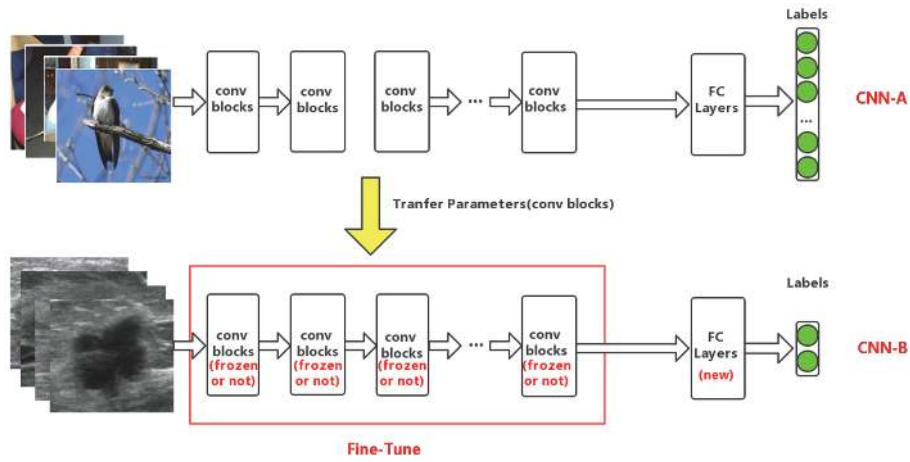 Labels
conv
blocks
conv
blocks
conv
blocks
...
conv
blocks
FC
Layers
...
CNN-A
Tranfer Parameters(conv blocks)
Labels
conv
blocks
(frozen
or not)
conv
blocks
(frozen
or not)
conv
blocks
(frozen
or not)
...
conv
blocks
(frozen
or not)
FC
Layers
(new)
CNN-B
Fine-Tune